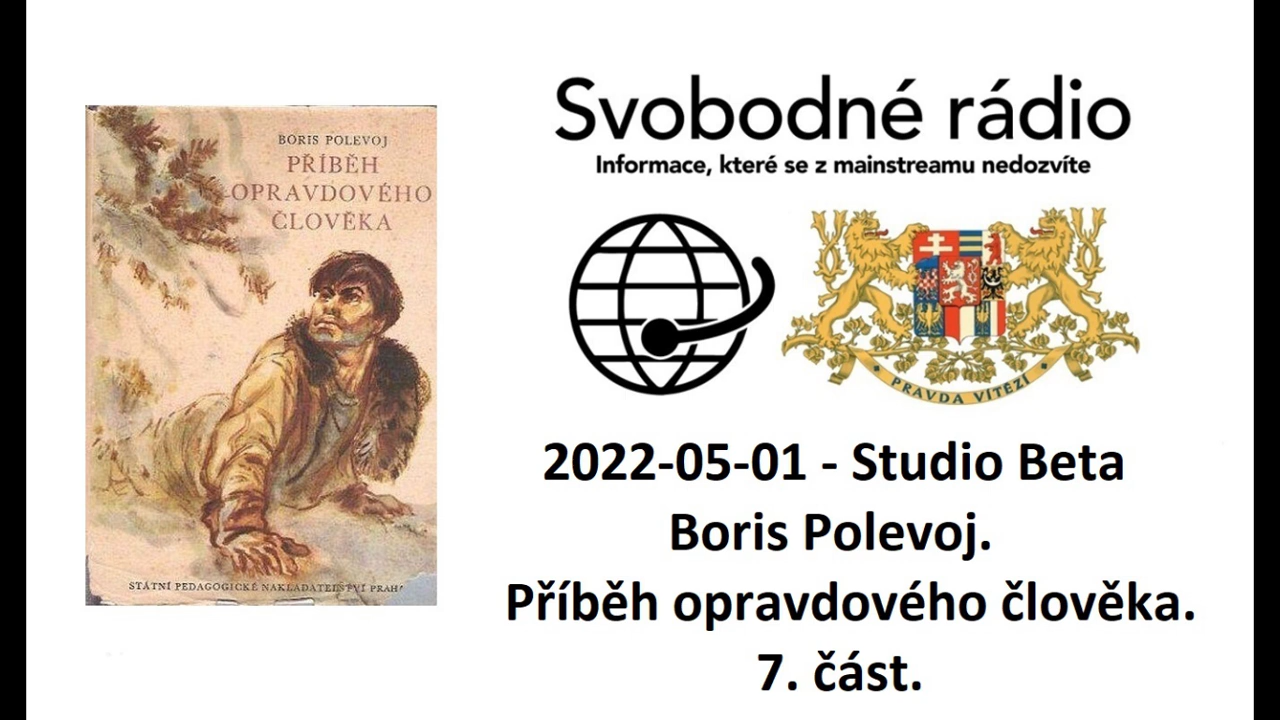 BORIS POLEVOJ
PŘÍBĚH
OPRAVDOVÉHO
ČLOVĚKA
STÁTNÍ PEDAGOGICKÉ NAKLADATELSTVÍ PRAHA
Svobodné rádio
Informace, které se z mainstreamu nedozvíte
PRAVDA VÍTĚZÍ
2022-05-01 - Studio Beta
Boris Polevoj.
Příběh opravdového člověka.
7. část.